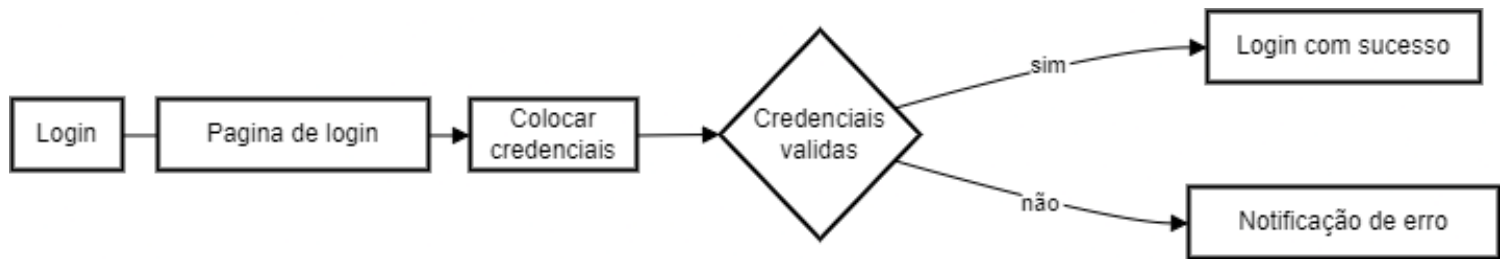 Login
Pagina de login
Colocar
credenciais
Credenciais
validas
sim
Login com sucesso
não
Notificação de erro